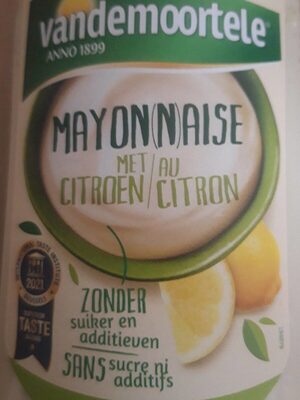 vandemoortele®
ANNO 1899
MAYON(N)AISE
MET/AU
CITROEN/CITRON
2021
TASTE
ZONDER
suiker en
additieven
SANS sucre ni
additifs